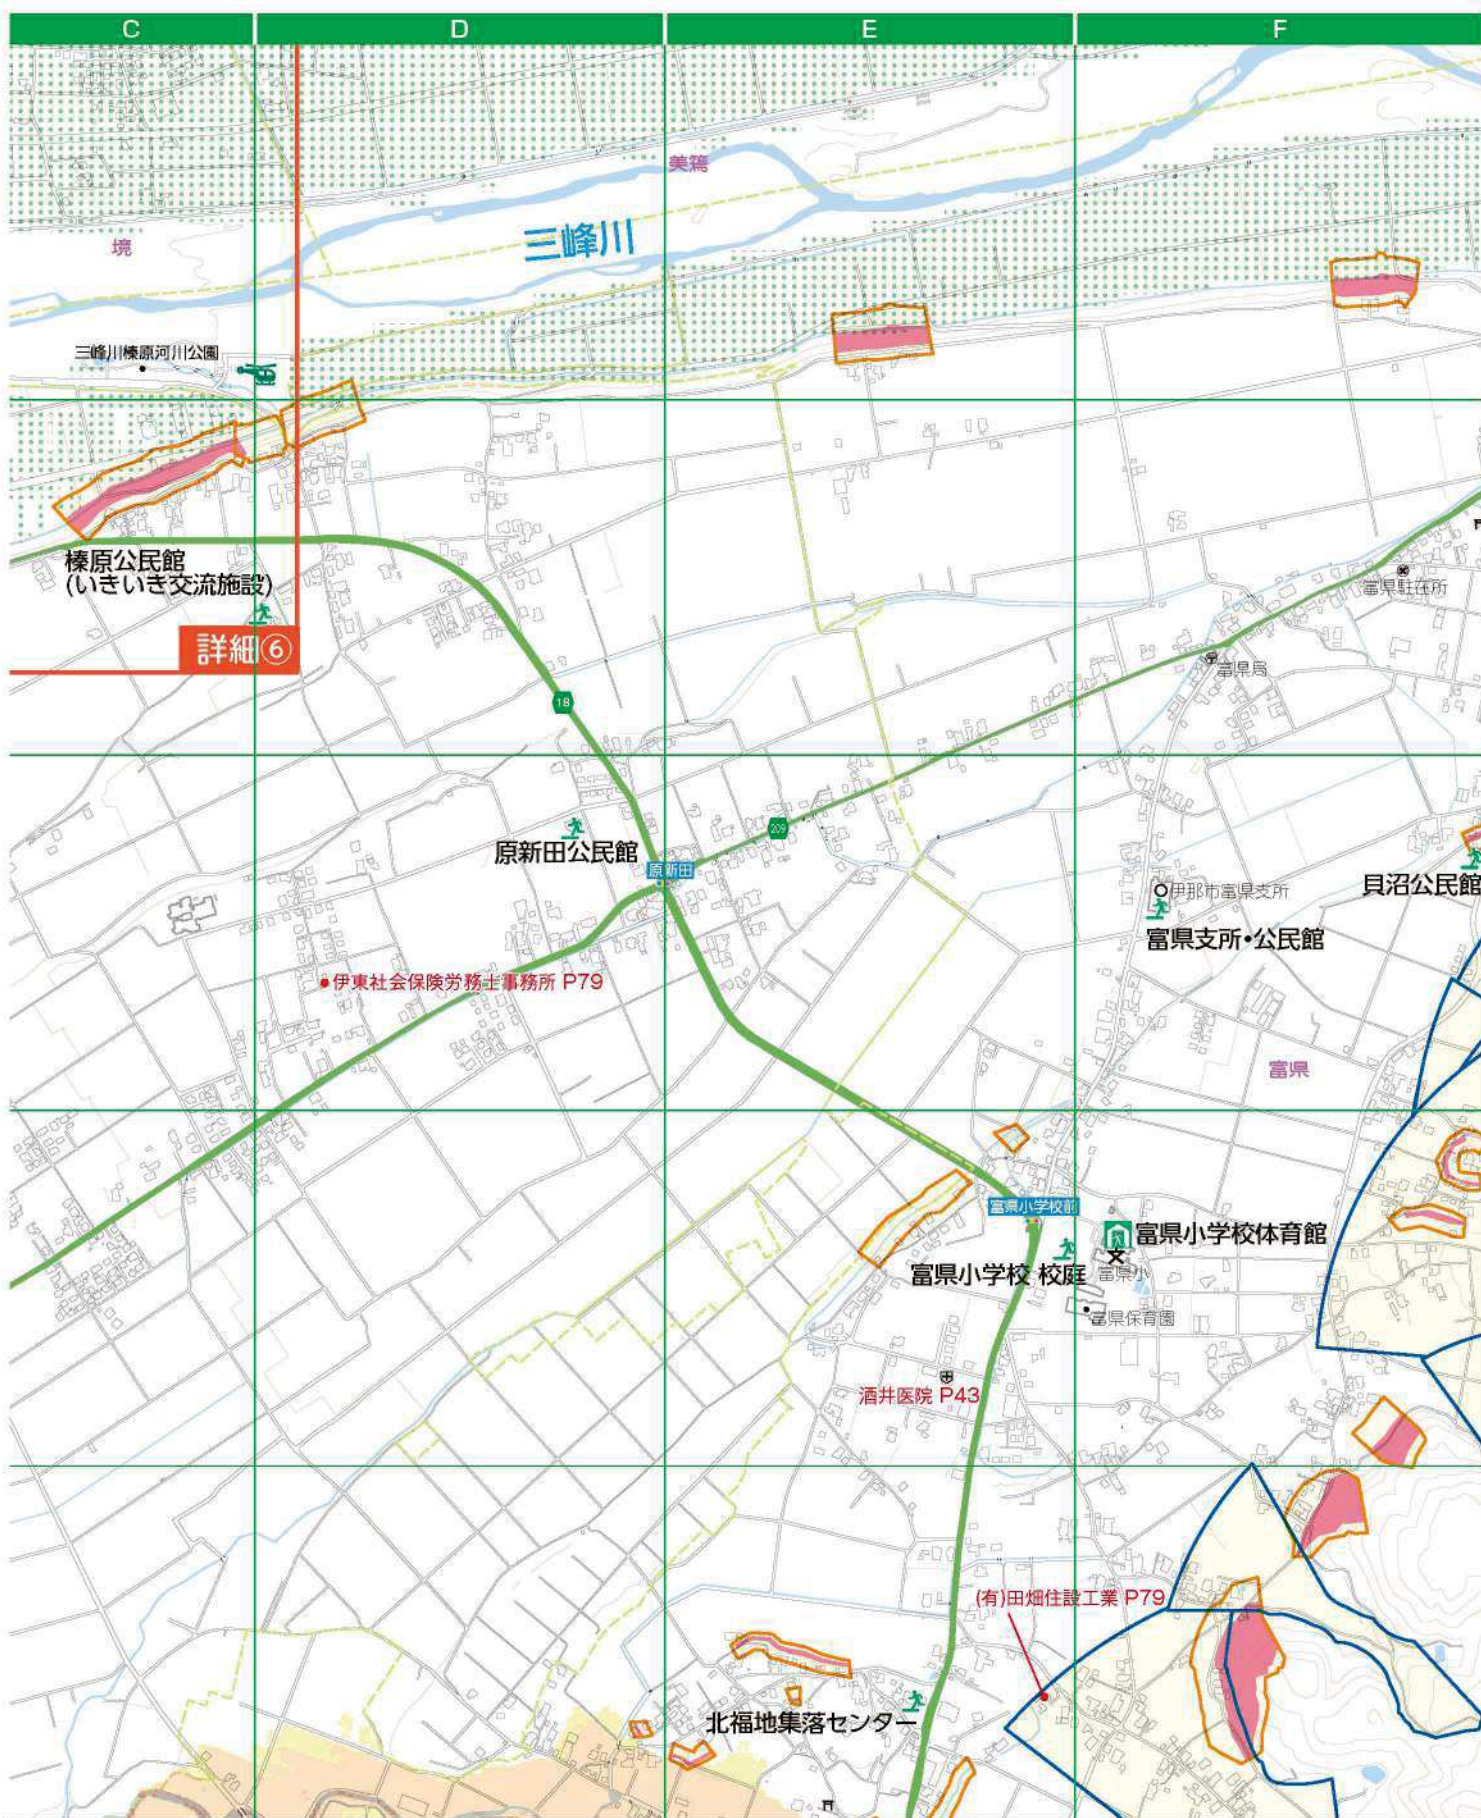 C
D
E
F
美篶
三峰川
境
三峰川榛原河川公園
榛原公民館
(いきいき交流施設)
詳細⑥
18
富県駐在所
富県局
209
原新田公民館
原新田
伊那市富県支所
貝沼公民館
富県支所・公民館
伊東社会保険労務士事務所 P79
富県
富県小学校前
富県小学校体育館
富県小学校 校庭
富県小
富県保育園
酒井医院 P43
(有)田畑住設工業 P79
北福地集落センター